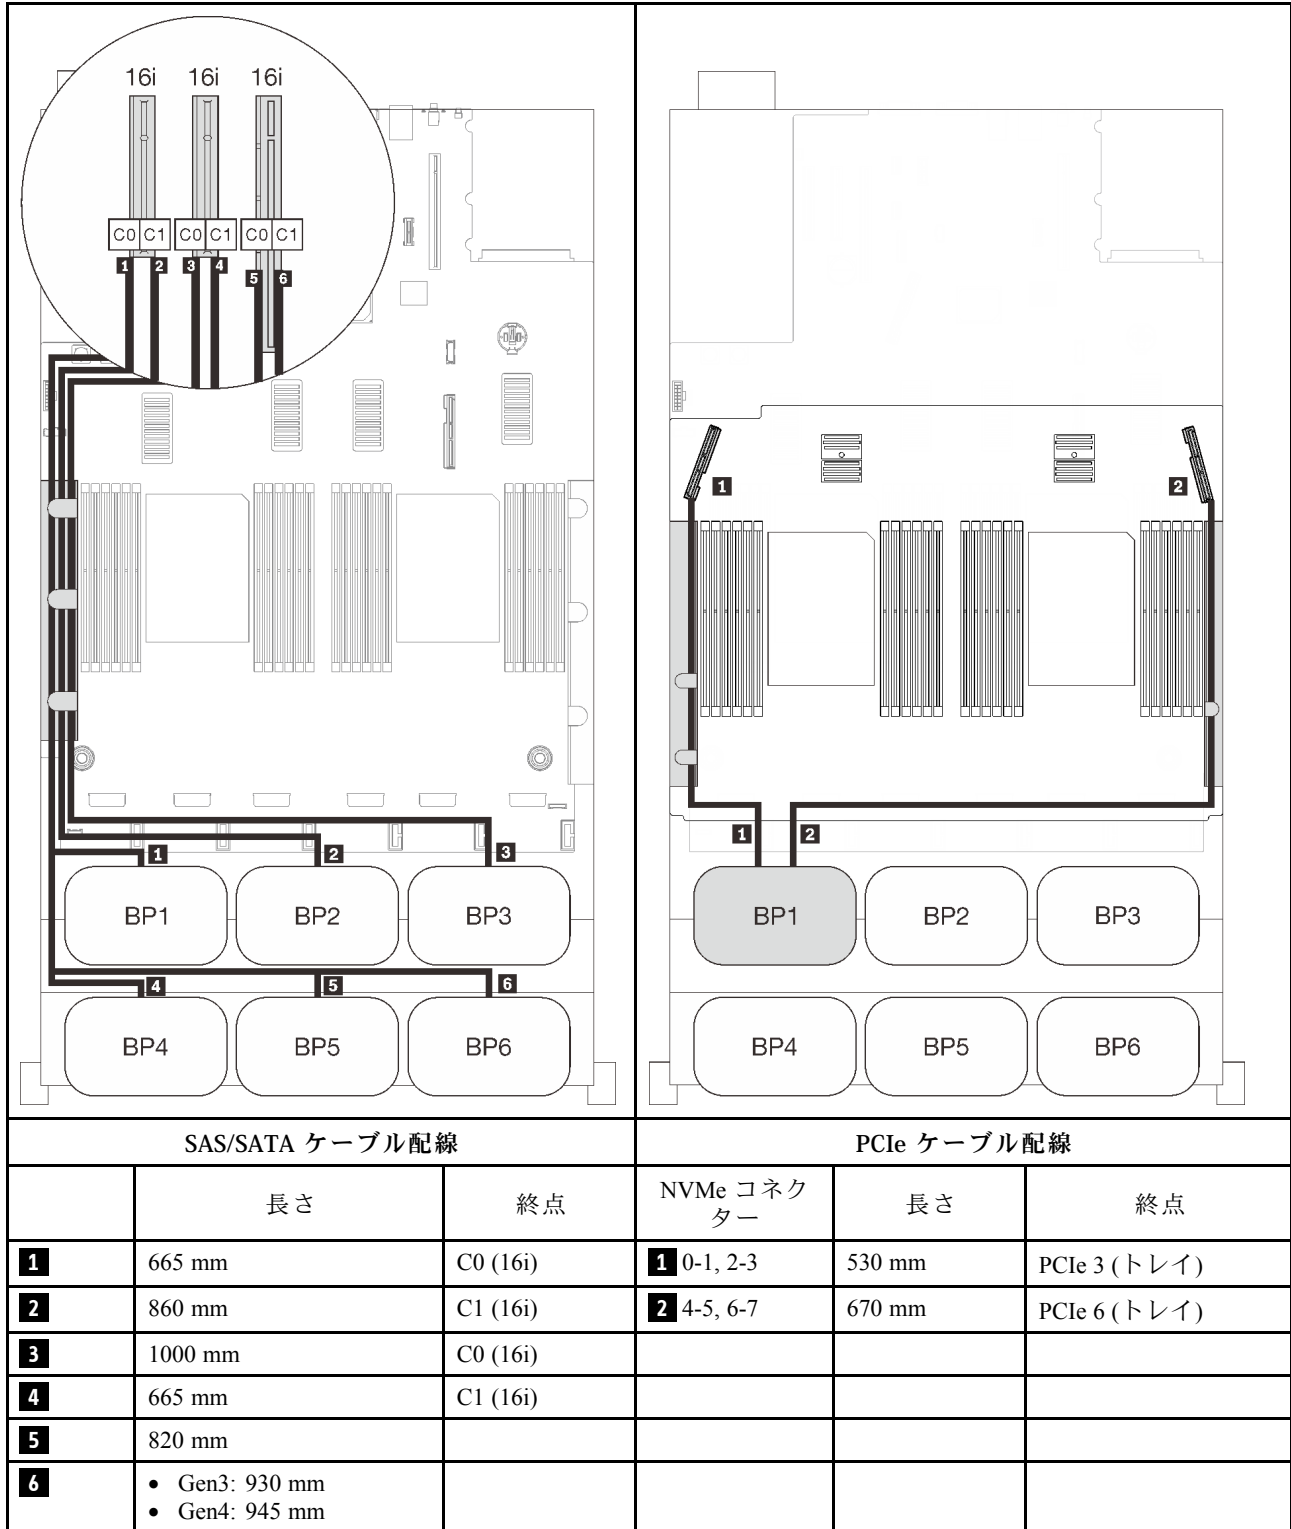 16i 16i 16i
C0 C1 C0 C1 C0 C1
1 2 3 4 5 6
1 2 3
BP1 BP2 BP3
4 5 6
BP4 BP5 BP6
1 2
1 2
BP1 BP2 BP3
BP4 BP5 BP6
SAS/SATA ケーブル配線
PCIe ケーブル配線
長さ 終点
NVMe コネク
ター
長さ 終点
1 665 mm C0 (16i) 1 0-1, 2-3 530 mm PCIe 3 (トレイ)
2 860 mm C1 (16i) 2 4-5, 6-7 670 mm PCIe 6 (トレイ)
3 1000 mm C0 (16i)
4 665 mm C1 (16i)
5 820 mm
6 • Gen3: 930 mm
• Gen4: 945 mm